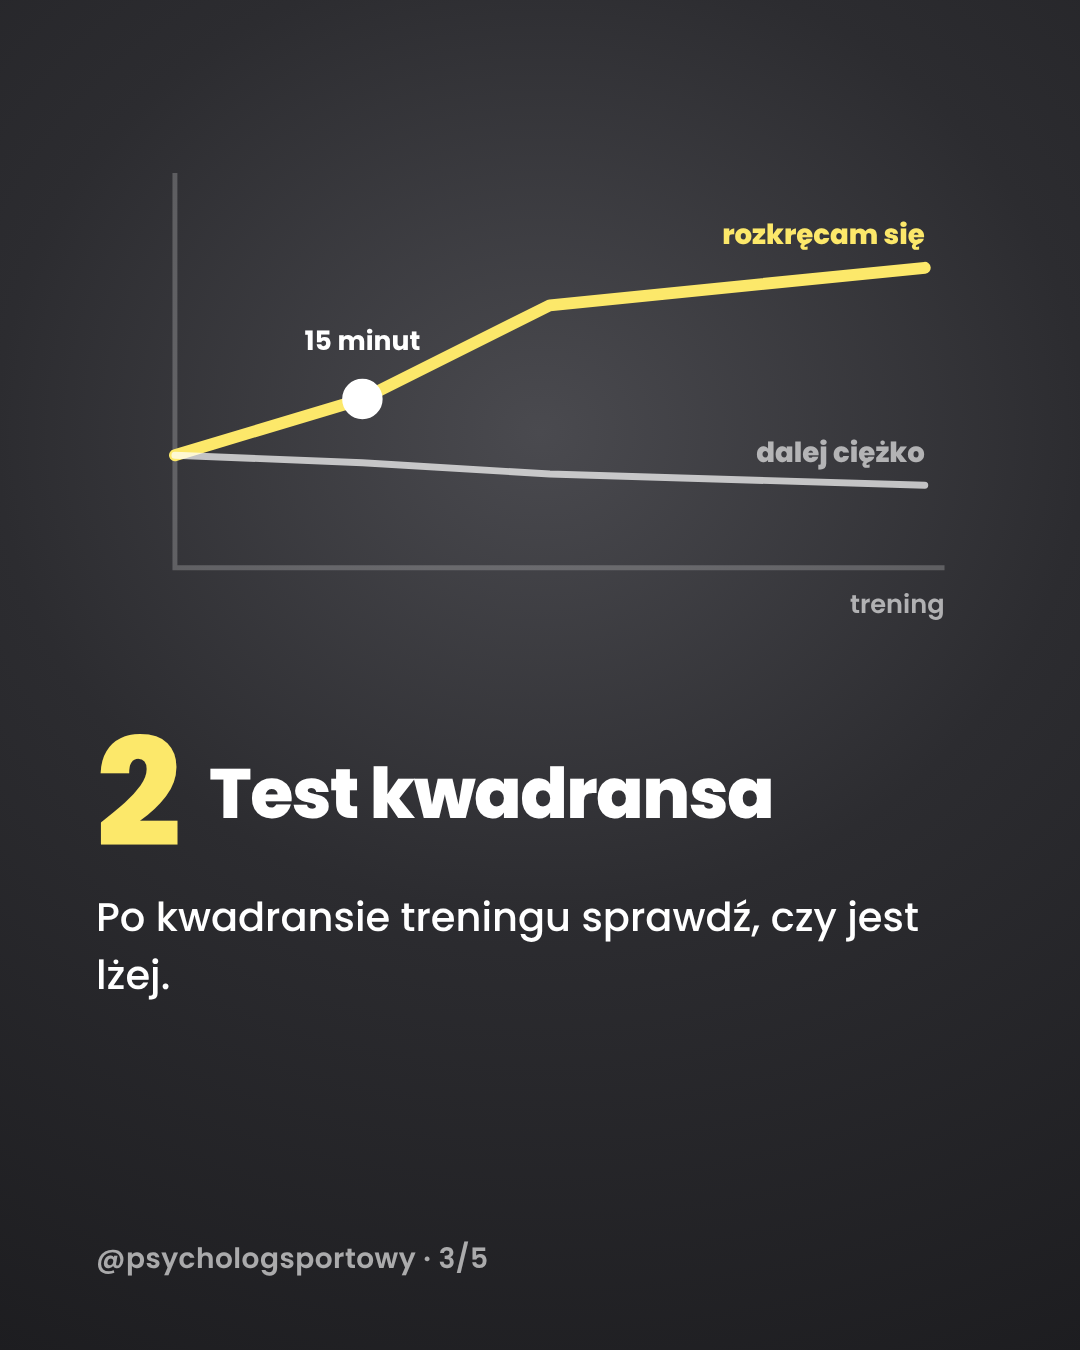 rozkręcam się
15 minut
dalej ciężko
trening
2 Test kwadransa
Po kwadransie treningu sprawdź, czy jest
lżej.
@psychologsportowy · 3/5